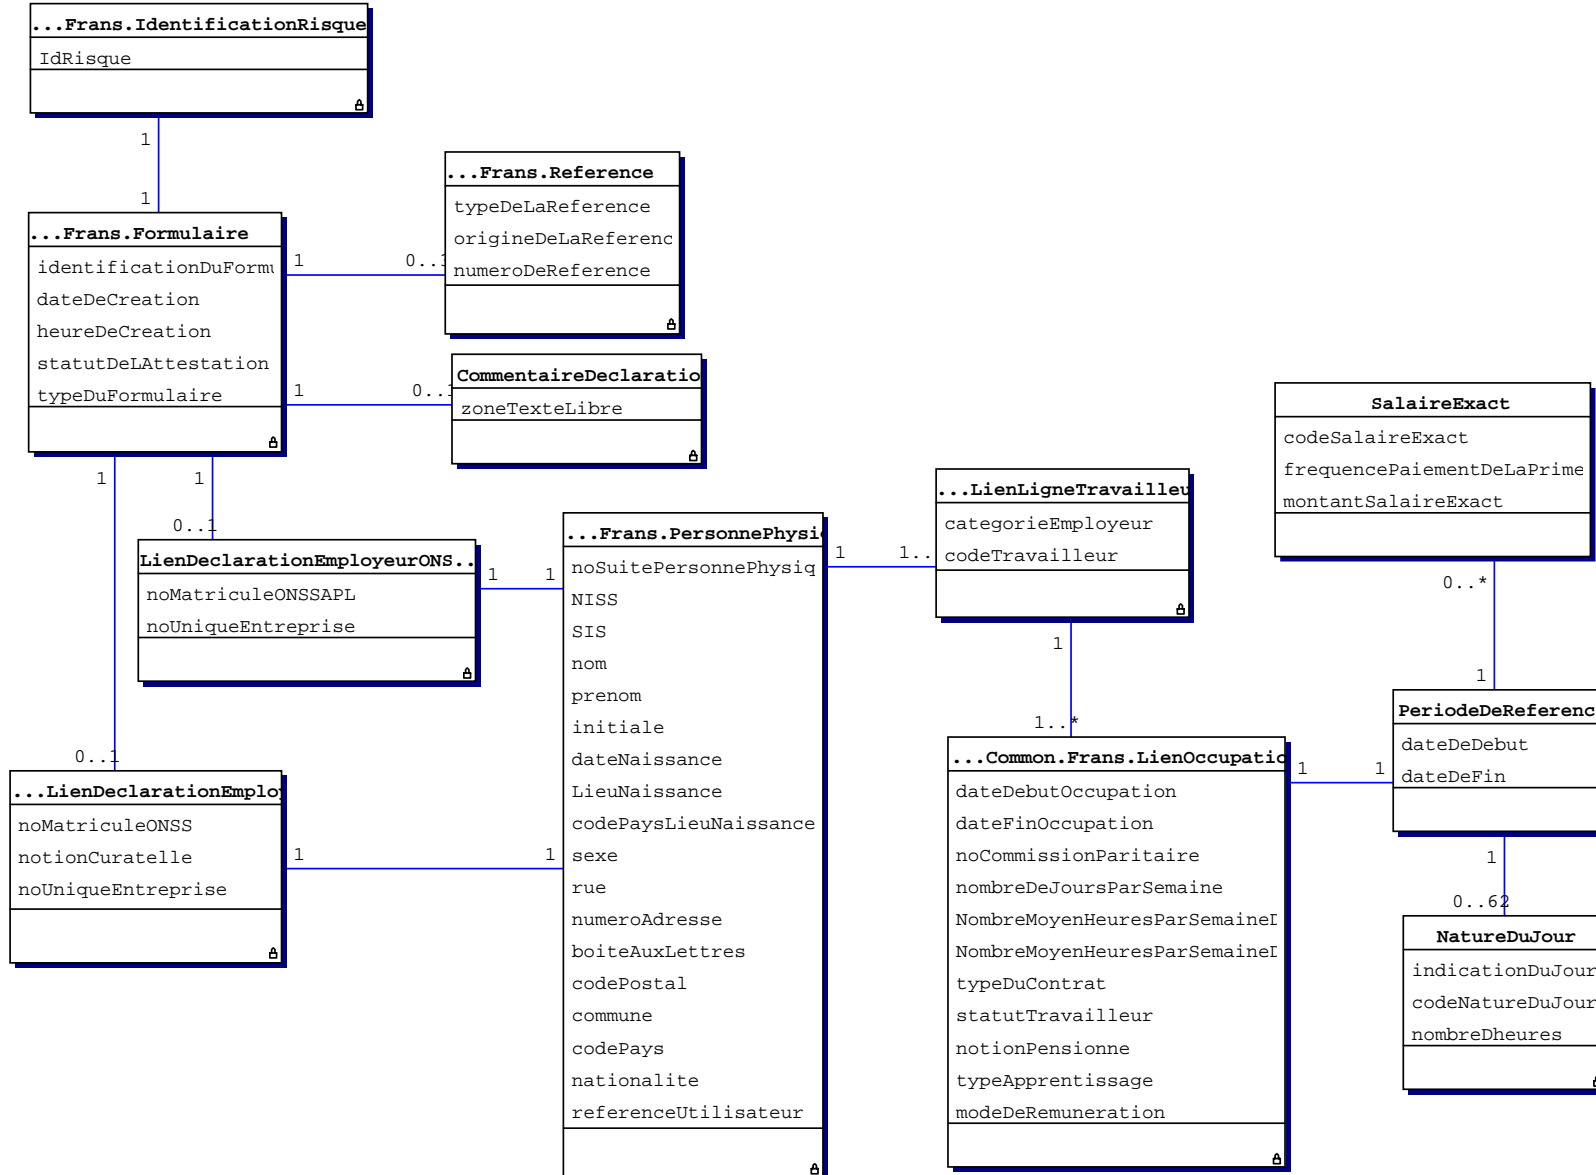 ...Frans.IdentificationRisque
IdRisque
1
1
...Frans.Formulaire
identificationDuForm
dateDeCreation
heureDeCreation
statutDeLAttestation
typeDuFormulaire
1
0..1
...Frans.Reference
typeDeLaReference
origineDeLaReferenc
numeroDeReference
1
0..1
CommentaireDeclaratio
zoneTexteLibre
1
1
0..1
LienDeclarationEmployeurONS..
noMatriculeONSSAPL
noUniqueEntreprise
1
1
0..1
...LienDeclarationEmploy
noMatriculeONSS
notionCuratelle
noUniqueEntreprise
1
1
...Frans.PersonnePhysi
noSuitePersonnePhysiq
NISS
SIS
nom
prenom
initiale
dateNaissance
LieuNaissance
codePaysLieuNaissance
sexe
rue
numeroAdresse
boiteAuxLettres
codePostal
commune
codePays
nationalite
referenceUtilisateur
1
1..
...LienLigneTravailleu
categorieEmployeur
codeTravailleur
1
1..*
...Common.Frans.LienOccupatio
dateDebutOccupation
dateFinOccupation
noCommissionParitaire
nombreDeJoursParSemaine
NombreMoyenHeuresParSemaineD
NombreMoyenHeuresParSemaineD
typeDuContrat
statutTravailleur
notionPensionne
typeApprentissage
modeDeRemuneration
1
1
SalaireExact
codeSalaireExact
frequencePaiementDeLaPrime
montantSalaireExact
0..*
1
PeriodeDeReferenc
dateDeDebut
dateDeFin
1
0..62
NatureDuJour
indicationDuJour
codeNatureDuJour
nombreDheures